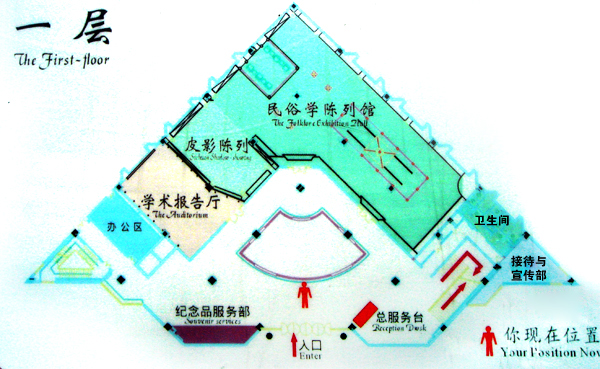 一层
The First-floor
民俗学陈列馆
The Folklore Exhibition Hall
皮影陈列
Sichuan Shadow-showing
学术报告厅
The Auditorium
办公区
卫生间
接待与
宣传部
纪念品服务部
Souvenir services
总服务台
Reception Desk
入口
Enter
你现在位置
Your Position Now